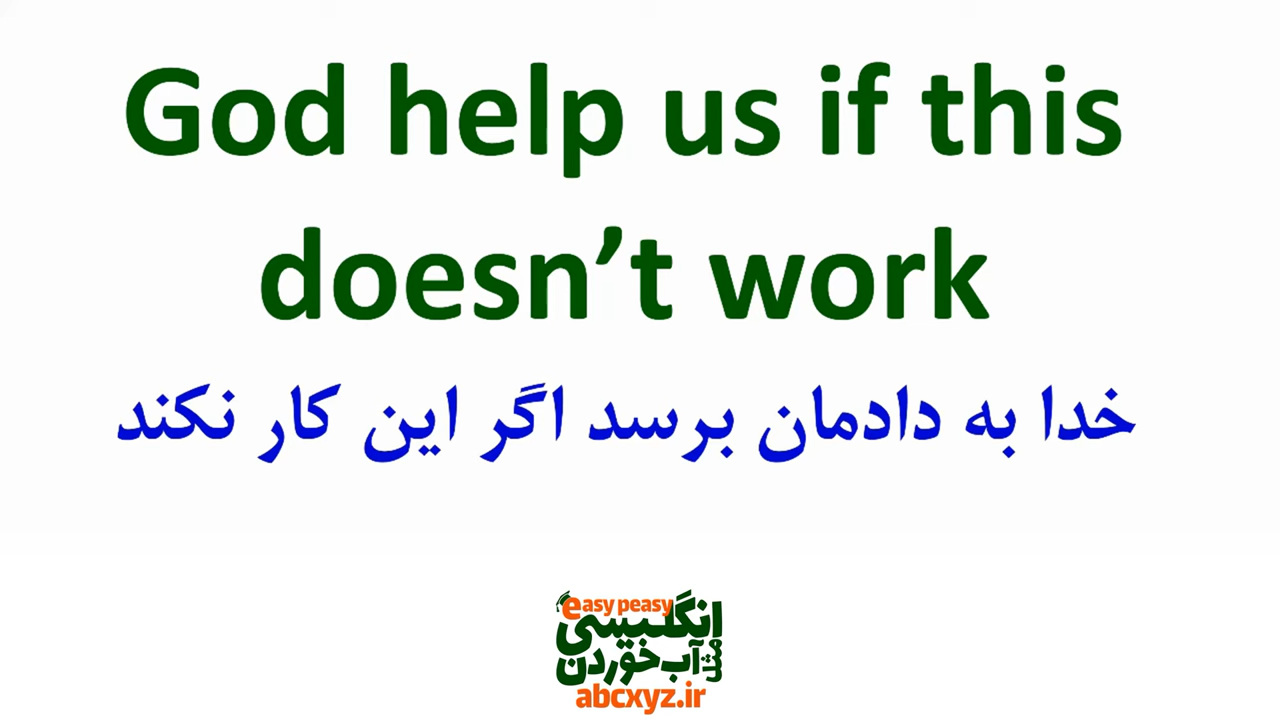 God help us if this
doesn’t work
خدا به دادمان برسد اگر این کار نکند
easy peasy
انگلیسی
مثل آب خوردن
abcxyz.ir